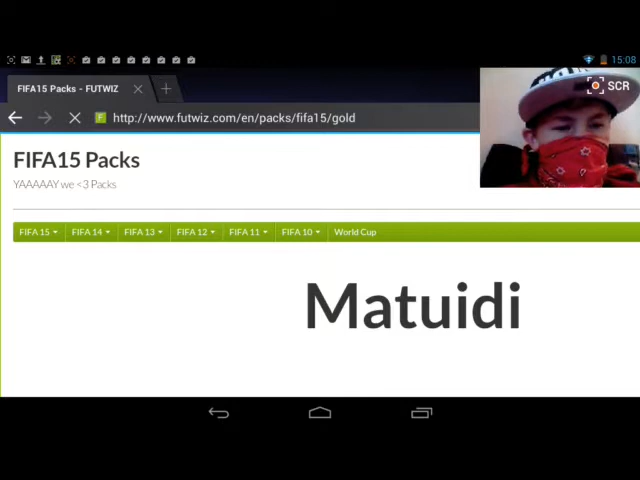 15:08
FIFA15 Packs - FUTWIZ
SCR
http://www.futwiz.com/en/packs/fifa15/gold
FIFA15 Packs
YAAAAAY we <3 Packs
FIFA 15 FIFA 14 FIFA 13 FIFA 12 FIFA 11 FIFA 10 World Cup
Matuidi